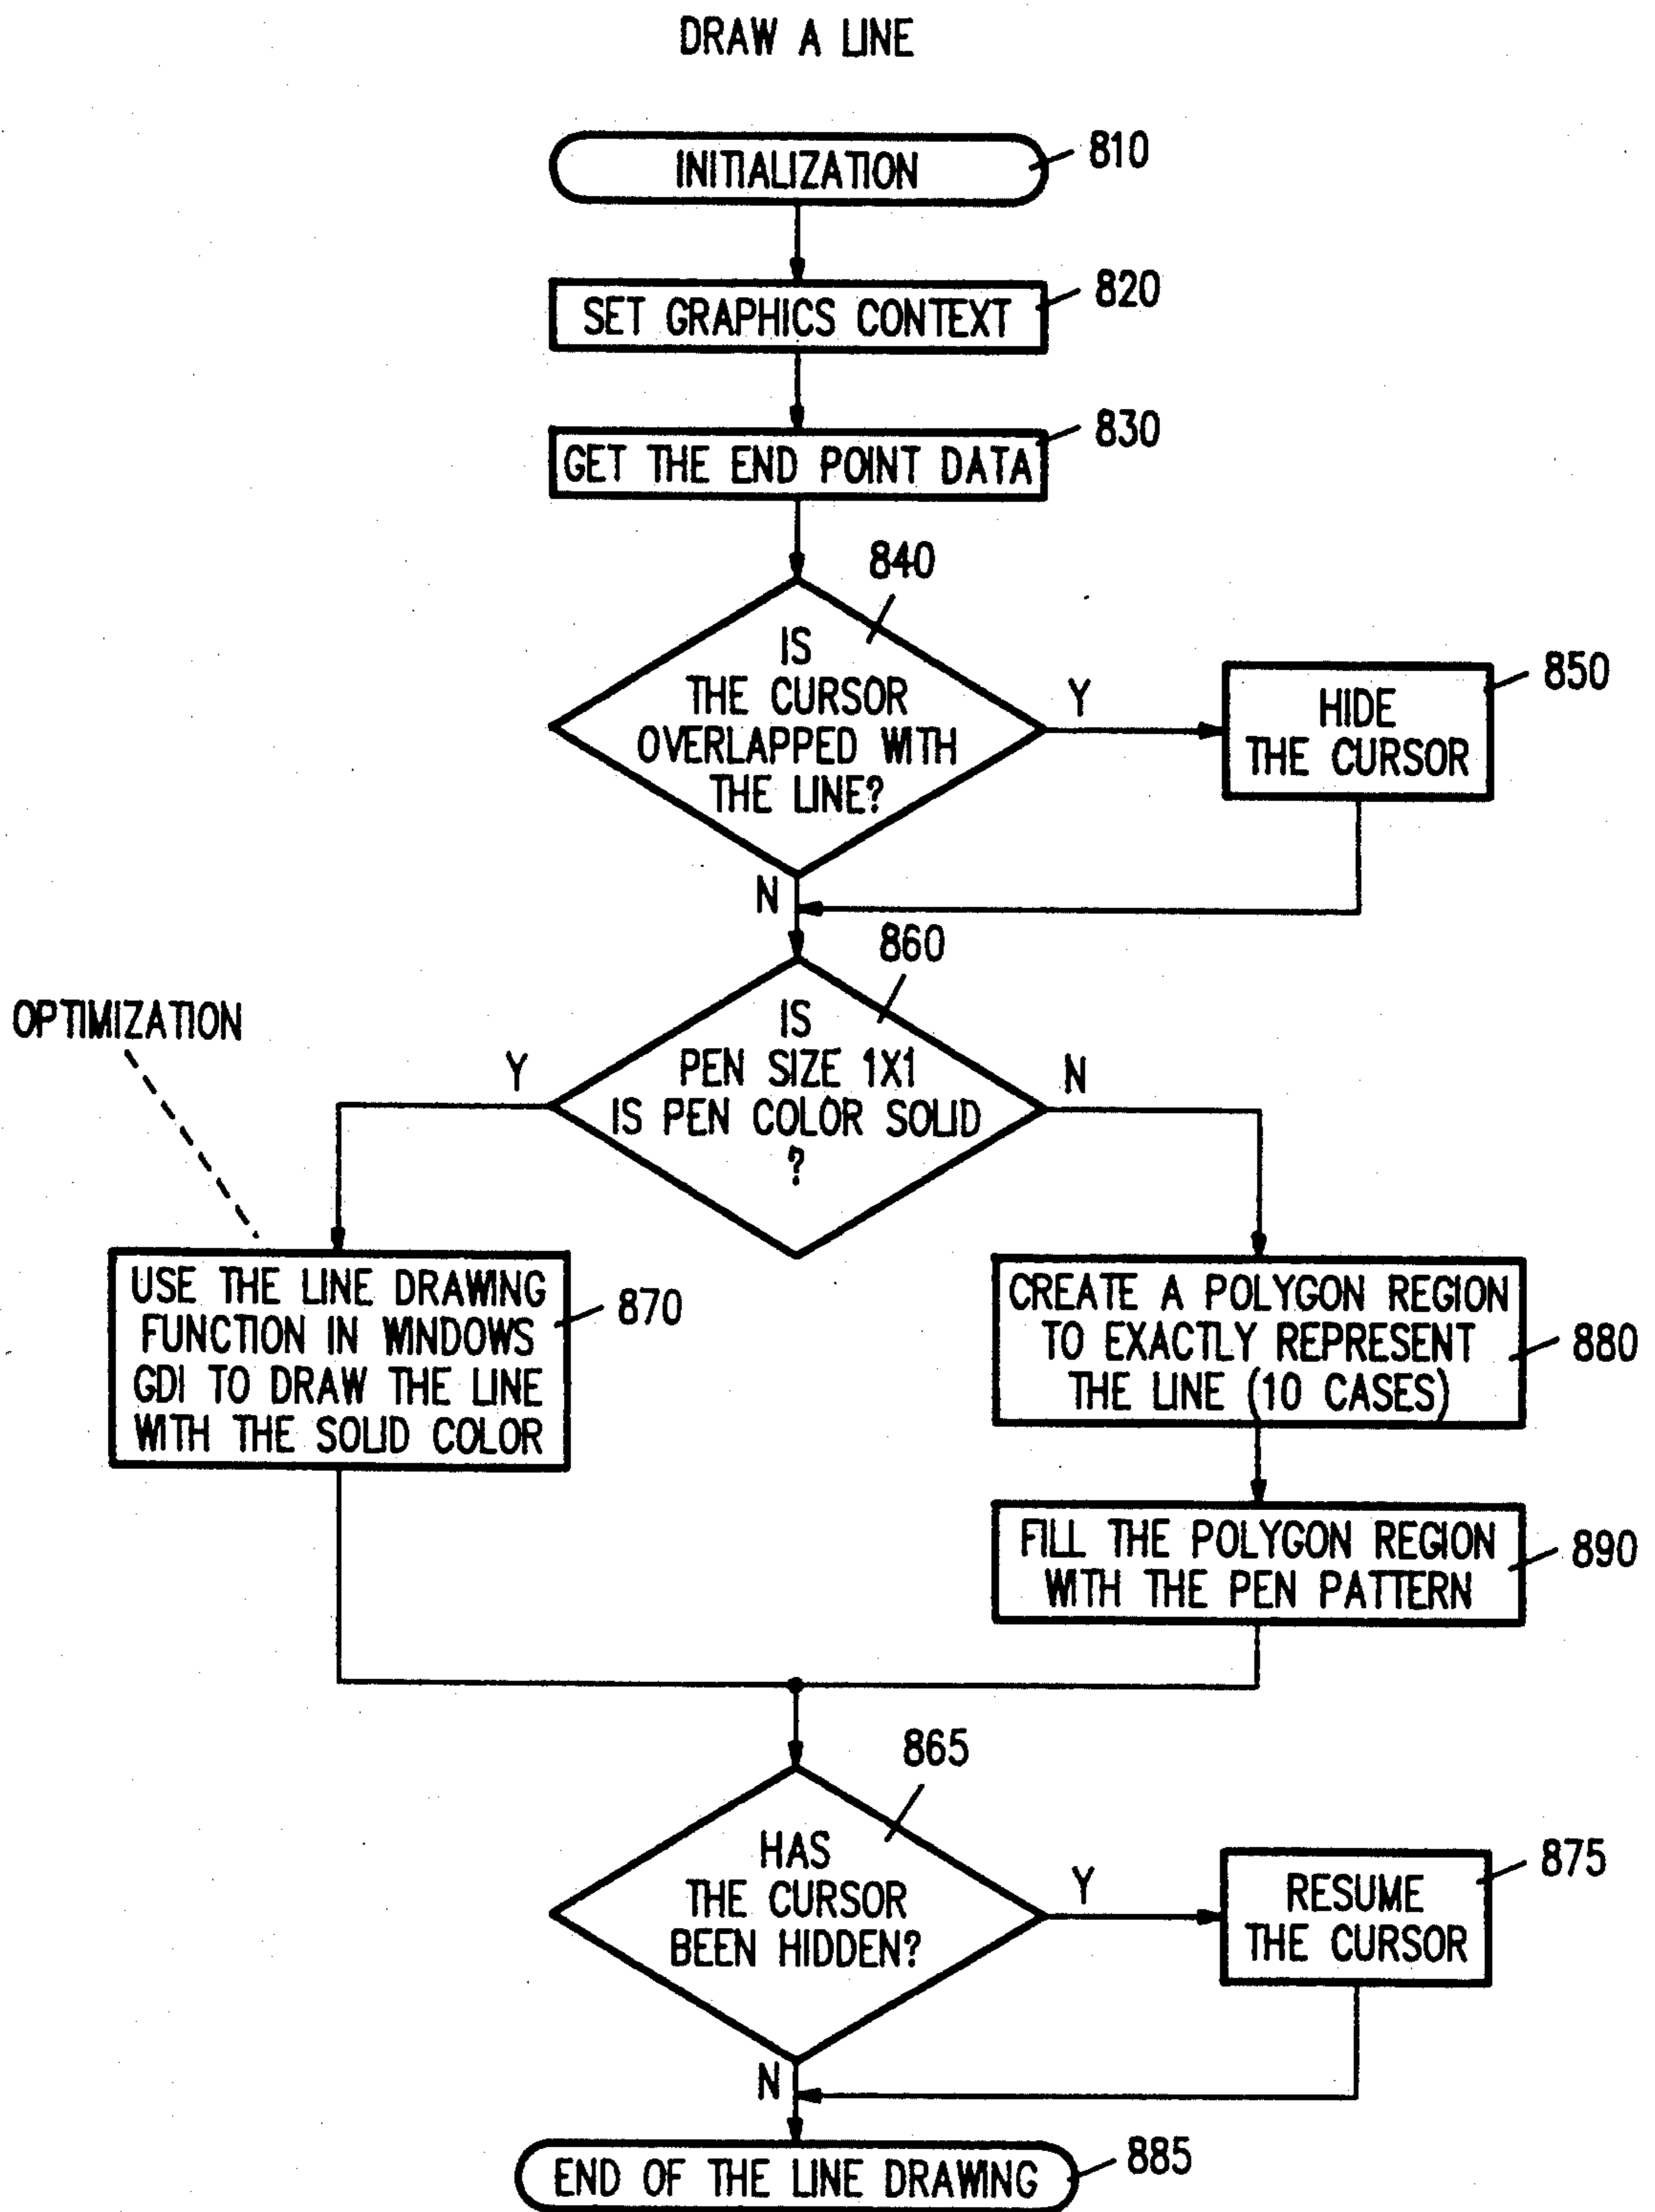 DRAW A LINE
INITIALIZATION
810
SET GRAPHICS CONTEXT
820
GET THE END POINT DATA
830
840
IS
THE CURSOR
OVERLAPPED WITH
THE LINE?
Y
HIDE
THE CURSOR
850
N
860
OPTIMIZATION
IS
PEN SIZE 1X1
IS PEN COLOR SOLID
?
Y
N
USE THE LINE DRAWING
FUNCTION IN WINDOWS
GDI TO DRAW THE LINE
WITH THE SOLID COLOR
870
CREATE A POLYGON REGION
TO EXACTLY REPRESENT
THE LINE (10 CASES)
880
FILL THE POLYGON REGION
WITH THE PEN PATTERN
890
865
HAS
THE CURSOR
BEEN HIDDEN?
Y
RESUME
THE CURSOR
875
N
END OF THE LINE DRAWING
885